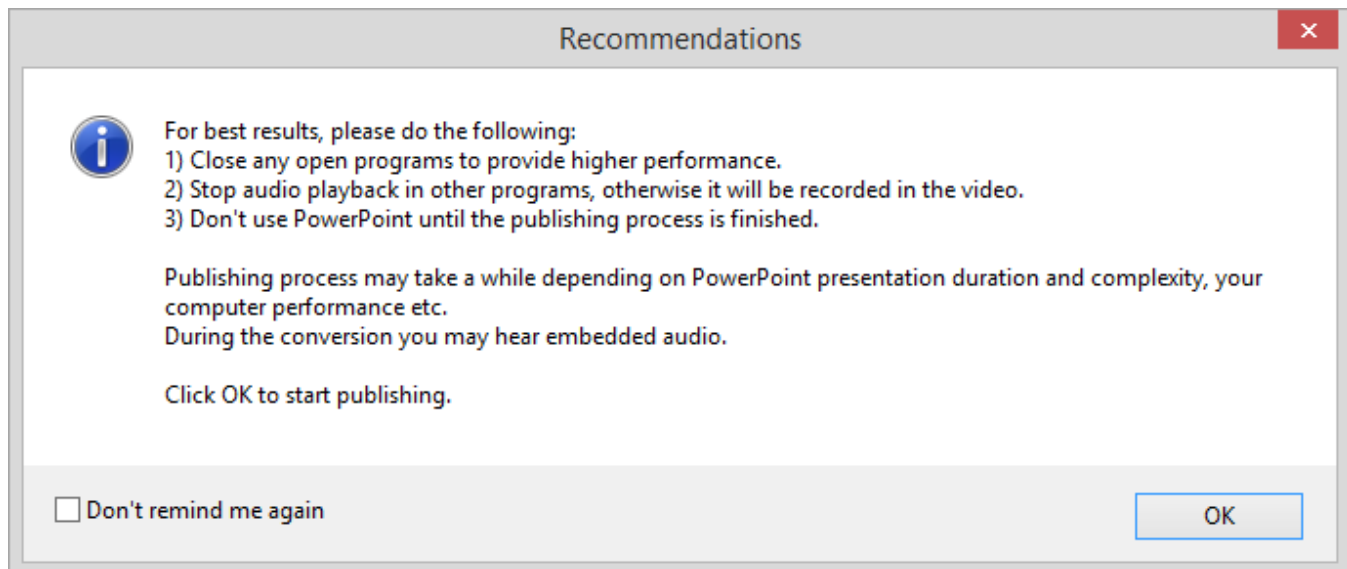 Recommendations
For best results, please do the following:
1) Close any open programs to provide higher performance.
2) Stop audio playback in other programs, otherwise it will be recorded in the video.
3) Don't use PowerPoint until the publishing process is finished.
Publishing process may take a while depending on PowerPoint presentation duration and complexity, your
computer performance etc.
During the conversion you may hear embedded audio.
Click OK to start publishing.
Don't remind me again
OK